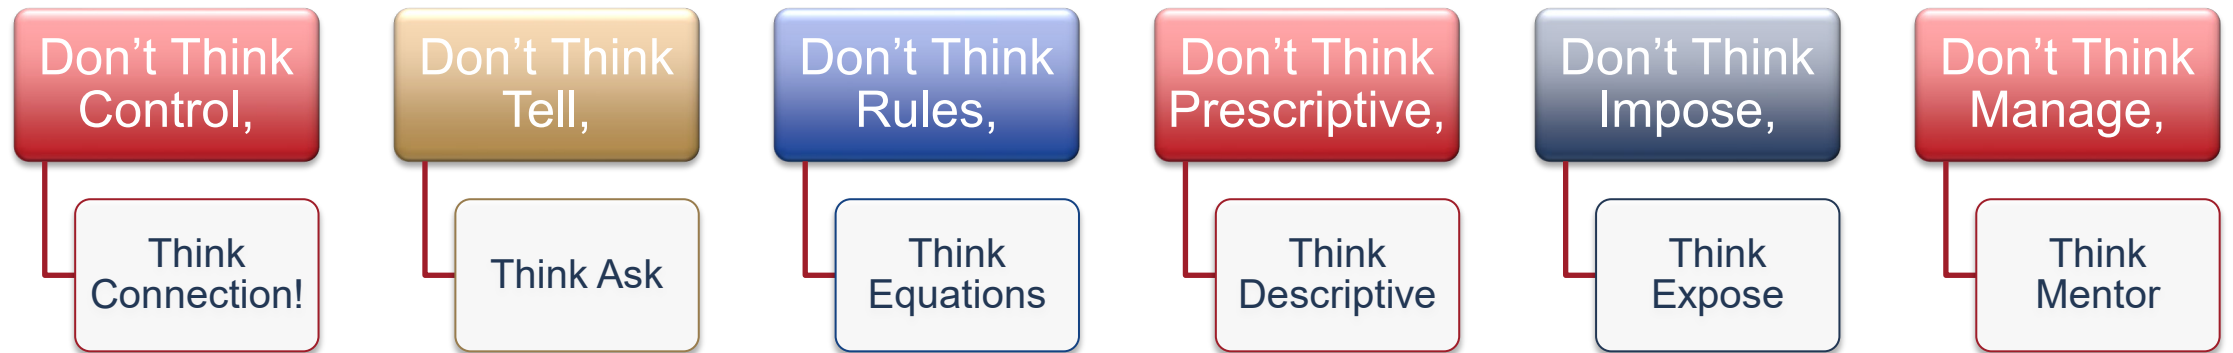 Don’t Think
Control,
Think
Connection!
Don’t Think
Tell,
Think Ask
Don’t Think
Rules,
Think
Equations
Don’t Think
Prescriptive,
Think
Descriptive
Don’t Think
Impose,
Think
Expose
Don’t Think
Manage,
Think
Mentor